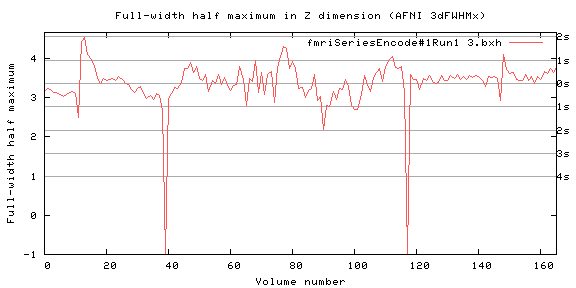 Full-width half maximum in Z dimension (AFNI 3dFWHMx)
fmriSeriesEncode#1Run1 3.bxh
Full-width half maximum
4
3
2
1
0
-1
2s
1s
0s
1s
2s
3s
4s
0 20 40 60 80 100 120 140 160
Volume number